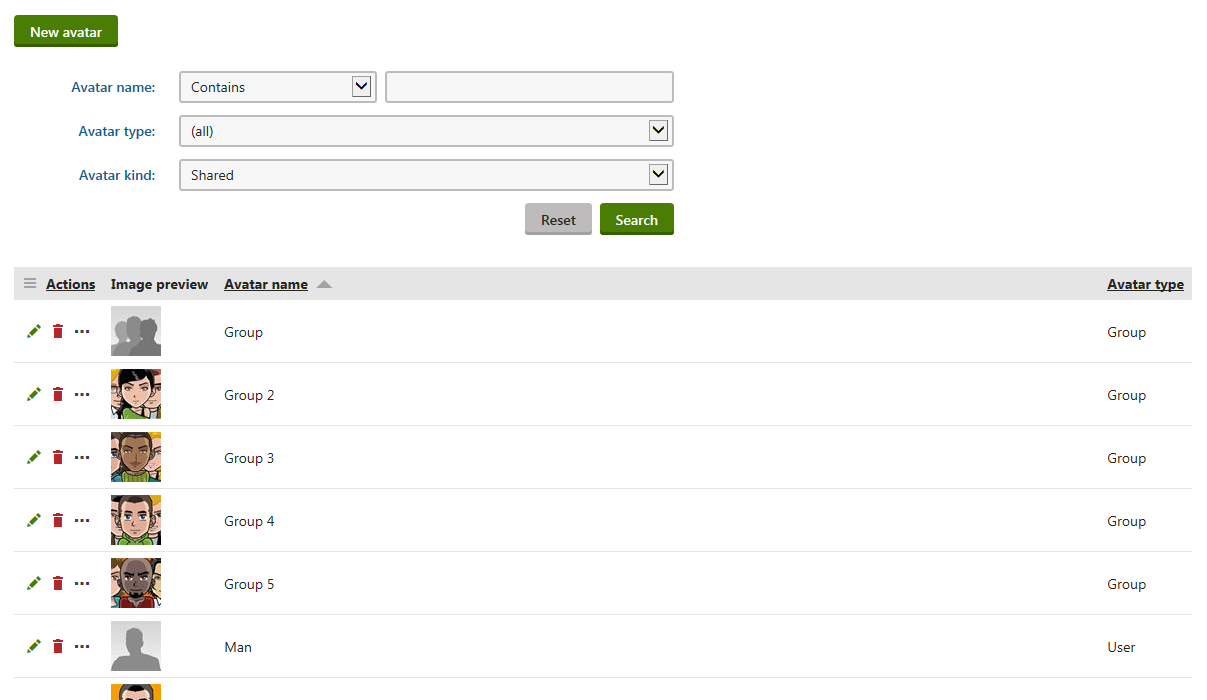 New avatar
Avatar name: Contains
Avatar type: (all)
Avatar kind: Shared
Reset Search
Actions Image preview Avatar name Avatar type
Group Group
Group 2 Group
Group 3 Group
Group 4 Group
Group 5 Group
Man User